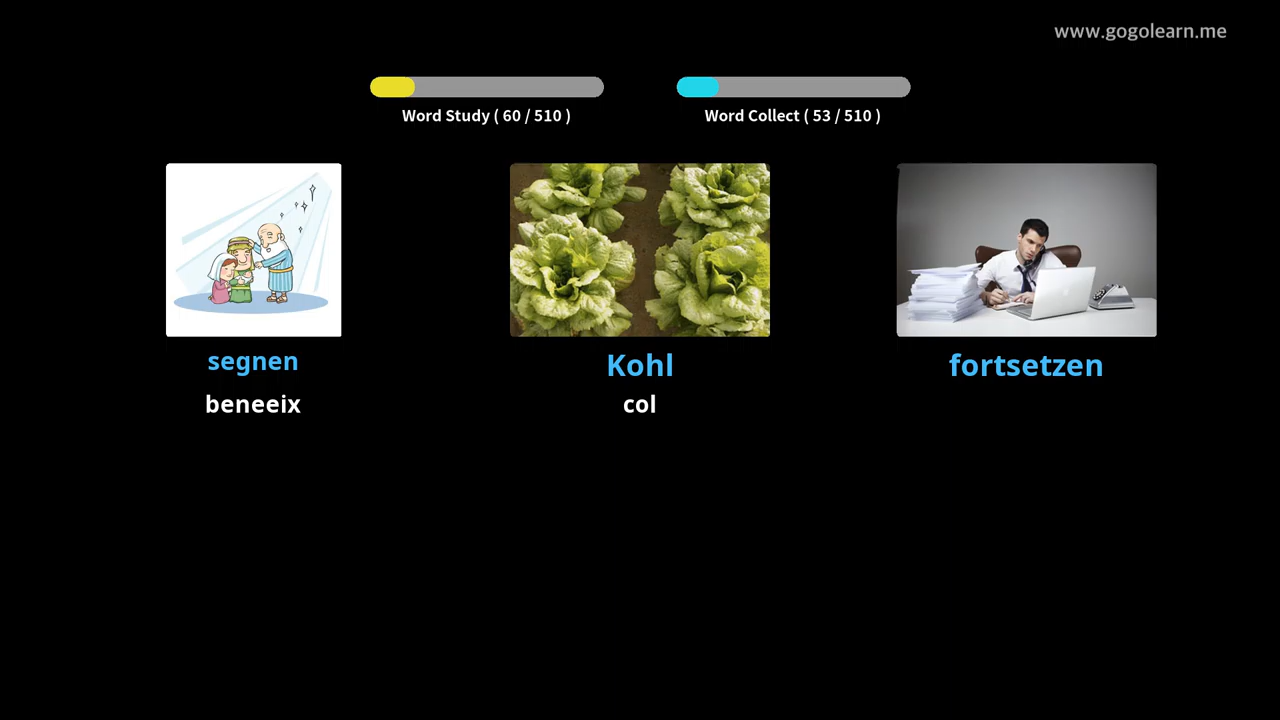 www.gogolearn.me
Word Study ( 60 / 510 )
Word Collect ( 53 / 510 )
segnen
beneeix
Kohl
col
fortsetzen